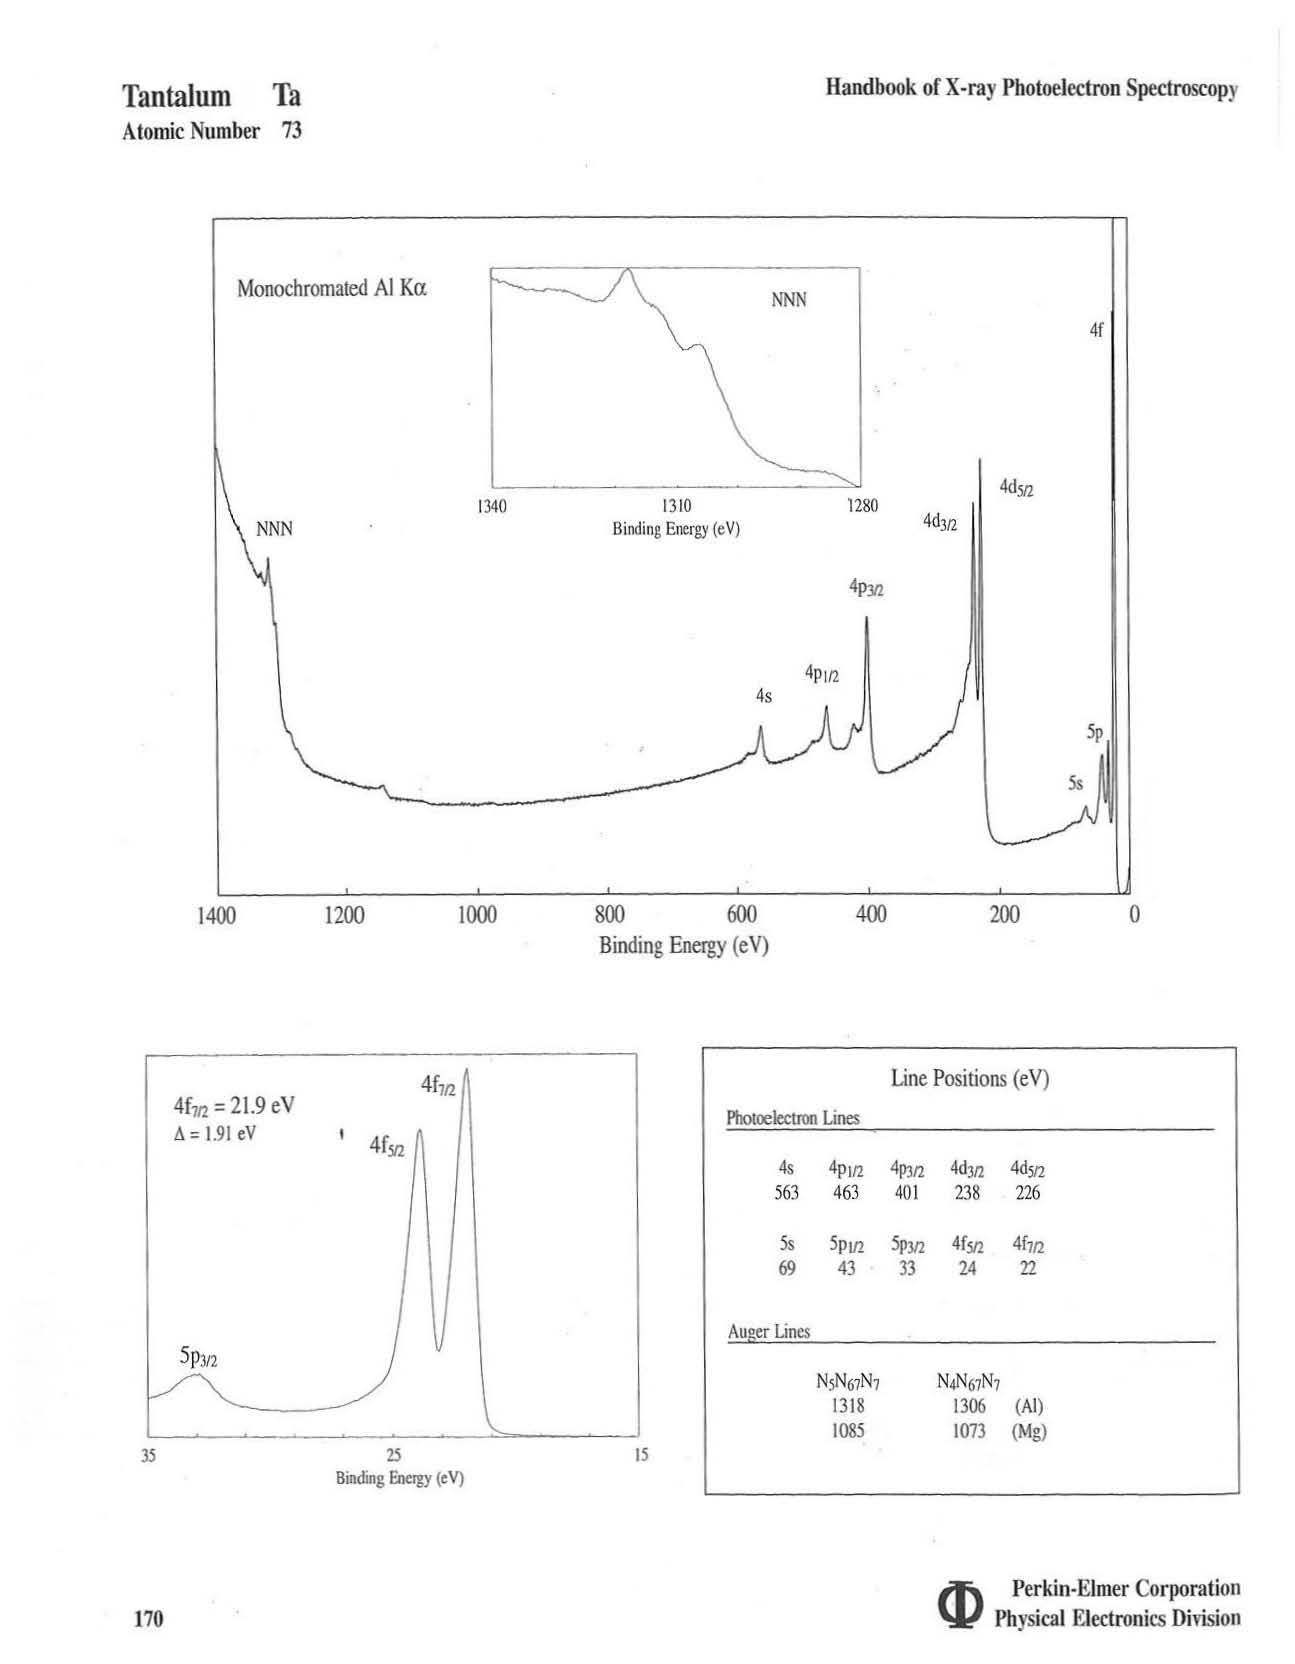 Tantalum Ta
Atomic Number 73
Handbook of X-ray Photoelectron Spectroscopy
Monochromated Al Kα
NNN
1340 1310 1280
Binding Energy (eV)
NNN
4f
4d5/2
4d3/2
4p3/2
4p1/2
4s
5p
5s
1400 1200 1000 800 600 400 200 0
Binding Energy (eV)
4f7/2 = 21.9 eV
Δ = 1.91 eV
4f7/2
4f5/2
5p3/2
35 25 15
Binding Energy (eV)
Line Positions (eV)
Photoelectron Lines
4s 4p1/2 4p3/2 4d3/2 4d5/2
563 463 401 238 226
5s 5p1/2 5p3/2 4f5/2 4f7/2
69 43 33 24 22
Auger Lines
N5N67N7 N4N67N7
1318 1306 (Al)
1085 1073 (Mg)
170
Perkin-Elmer Corporation
Physical Electronics Division